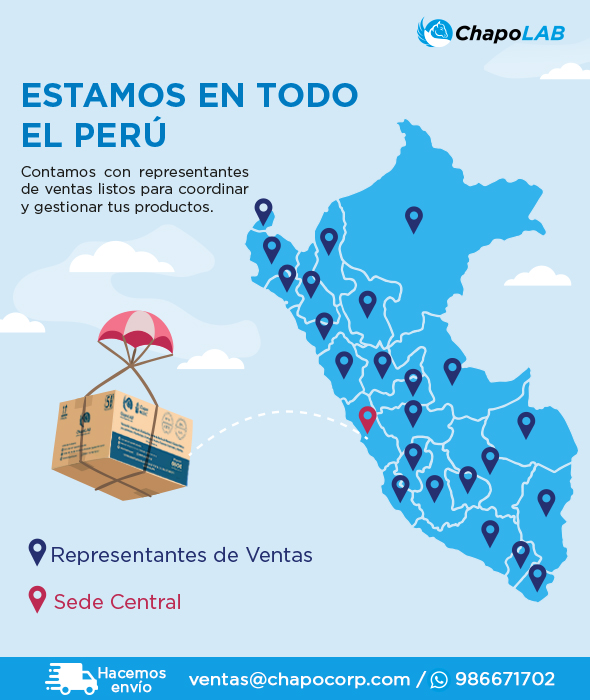 ChapoLAB
ESTAMOS EN TODO
EL PERÚ
Contamos con representantes
de ventas listos para coordinar
y gestionar tus productos.
Representantes de Ventas
Sede Central
Hacemos
envío
ventas@chapocorp.com / 986671702